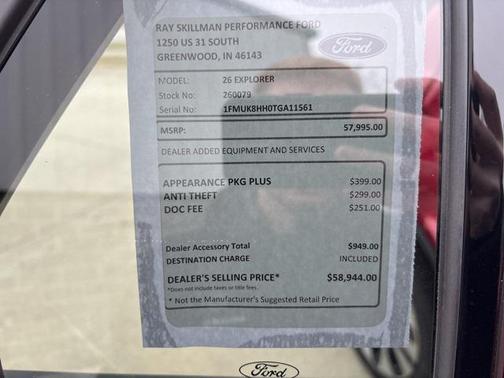 RAY SKILLMAN PERFORMANCE FORD
1250 US 31 SOUTH
GREENWOOD, IN 46143
Ford
MODEL: 26 EXPLORER
Stock No: 260079
Serial No: 1FMUK8HH0TGA11561
MSRP: 57,995.00
DEALER ADDED EQUIPMENT AND SERVICES
APPEARANCE PKG PLUS $399.00
ANTI THEFT $299.00
DOC FEE $251.00
Dealer Accessory Total $949.00
DESTINATION CHARGE INCLUDED
DEALER'S SELLING PRICE* $58,944.00
*Does not include taxes or title fees.
* Not the Manufacturer's Suggested Retail Price
Ford